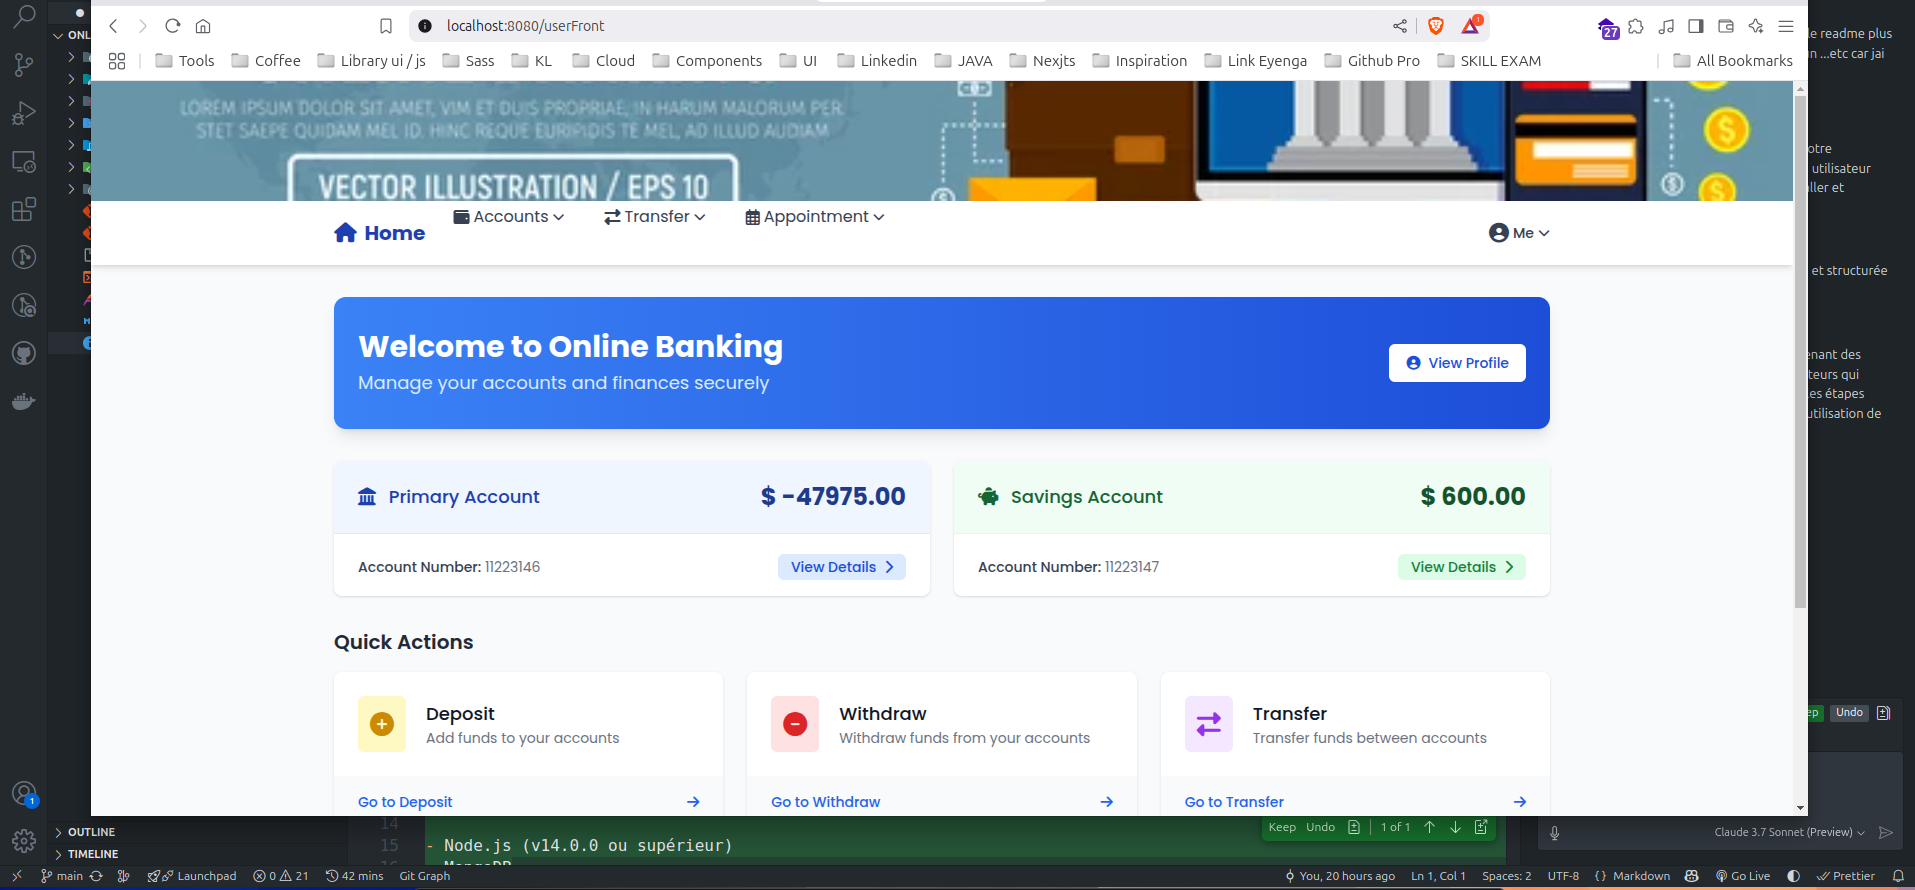 ONL
localhost:8080/userFront
1
27
Tools
Coffee
Library ui / js
Sass
KL
Cloud
Components
UI
Linkedin
JAVA
Nexjts
Inspiration
Link Eyenga
Github Pro
SKILL EXAM
All Bookmarks
LOREM IPSUM DOLOR SIT AMET, VIM ET DUIS PROPRIAE, IN HARUM MALORUM PER.
STET SAEPE QUIDAM MEL ID. HINC REQUE EURIPIDIS TE MEL, AD ILLUD AUDIAM
VECTOR ILLUSTRATION / EPS 10
Home
Accounts
Transfer
Appointment
Me
Welcome to Online Banking
Manage your accounts and finances securely
View Profile
Primary Account
$ -47975.00
Account Number: 11223146
View Details
Savings Account
$ 600.00
Account Number: 11223147
View Details
Quick Actions
Deposit
Add funds to your accounts
Go to Deposit
Withdraw
Withdraw funds from your accounts
Go to Withdraw
Transfer
Transfer funds between accounts
Go to Transfer
le readme plus
...etc car jai
utilisateur
et structurée
qui
étapes
de
Undo
1
OUTLINE
TIMELINE
14
15
- Node.js (v14.0.0 ou supérieur)
Keep
Undo
1 of 1
Claude 3.7 Sonnet (Preview)
main
Launchpad
0
21
42 mins
Git Graph
You, 20 hours ago
Ln 1, Col 1
Spaces: 2
UTF-8
{ } Markdown
Go Live
Prettier